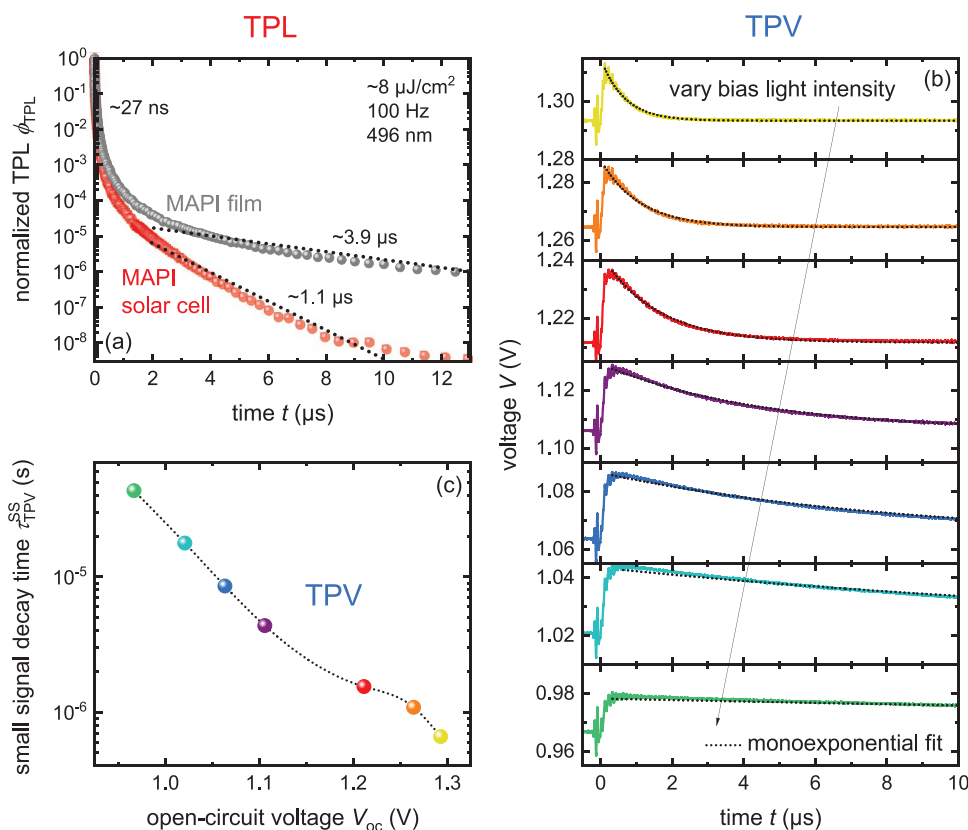 TPL
TPV
(a)
10⁰
10⁻¹
10⁻²
10⁻³
10⁻⁴
10⁻⁵
10⁻⁶
10⁻⁷
10⁻⁸
normalized TPL ϕTPL
~27 ns
~8 µJ/cm²
100 Hz
496 nm
MAPI film
~3.9 µs
MAPI
solar cell
~1.1 µs
0 2 4 6 8 10 12
time t (µs)
(c)
small signal decay time τ^SS_TPV (s)
10⁻⁵
10⁻⁶
TPV
1.0 1.1 1.2 1.3
open-circuit voltage Voc (V)
(b)
vary bias light intensity
voltage V (V)
1.30
1.28
1.28
1.26
1.24
1.22
1.12
1.10
1.08
1.06
1.04
1.02
0.98
0.96
monoexponential fit
0 2 4 6 8 10
time t (µs)